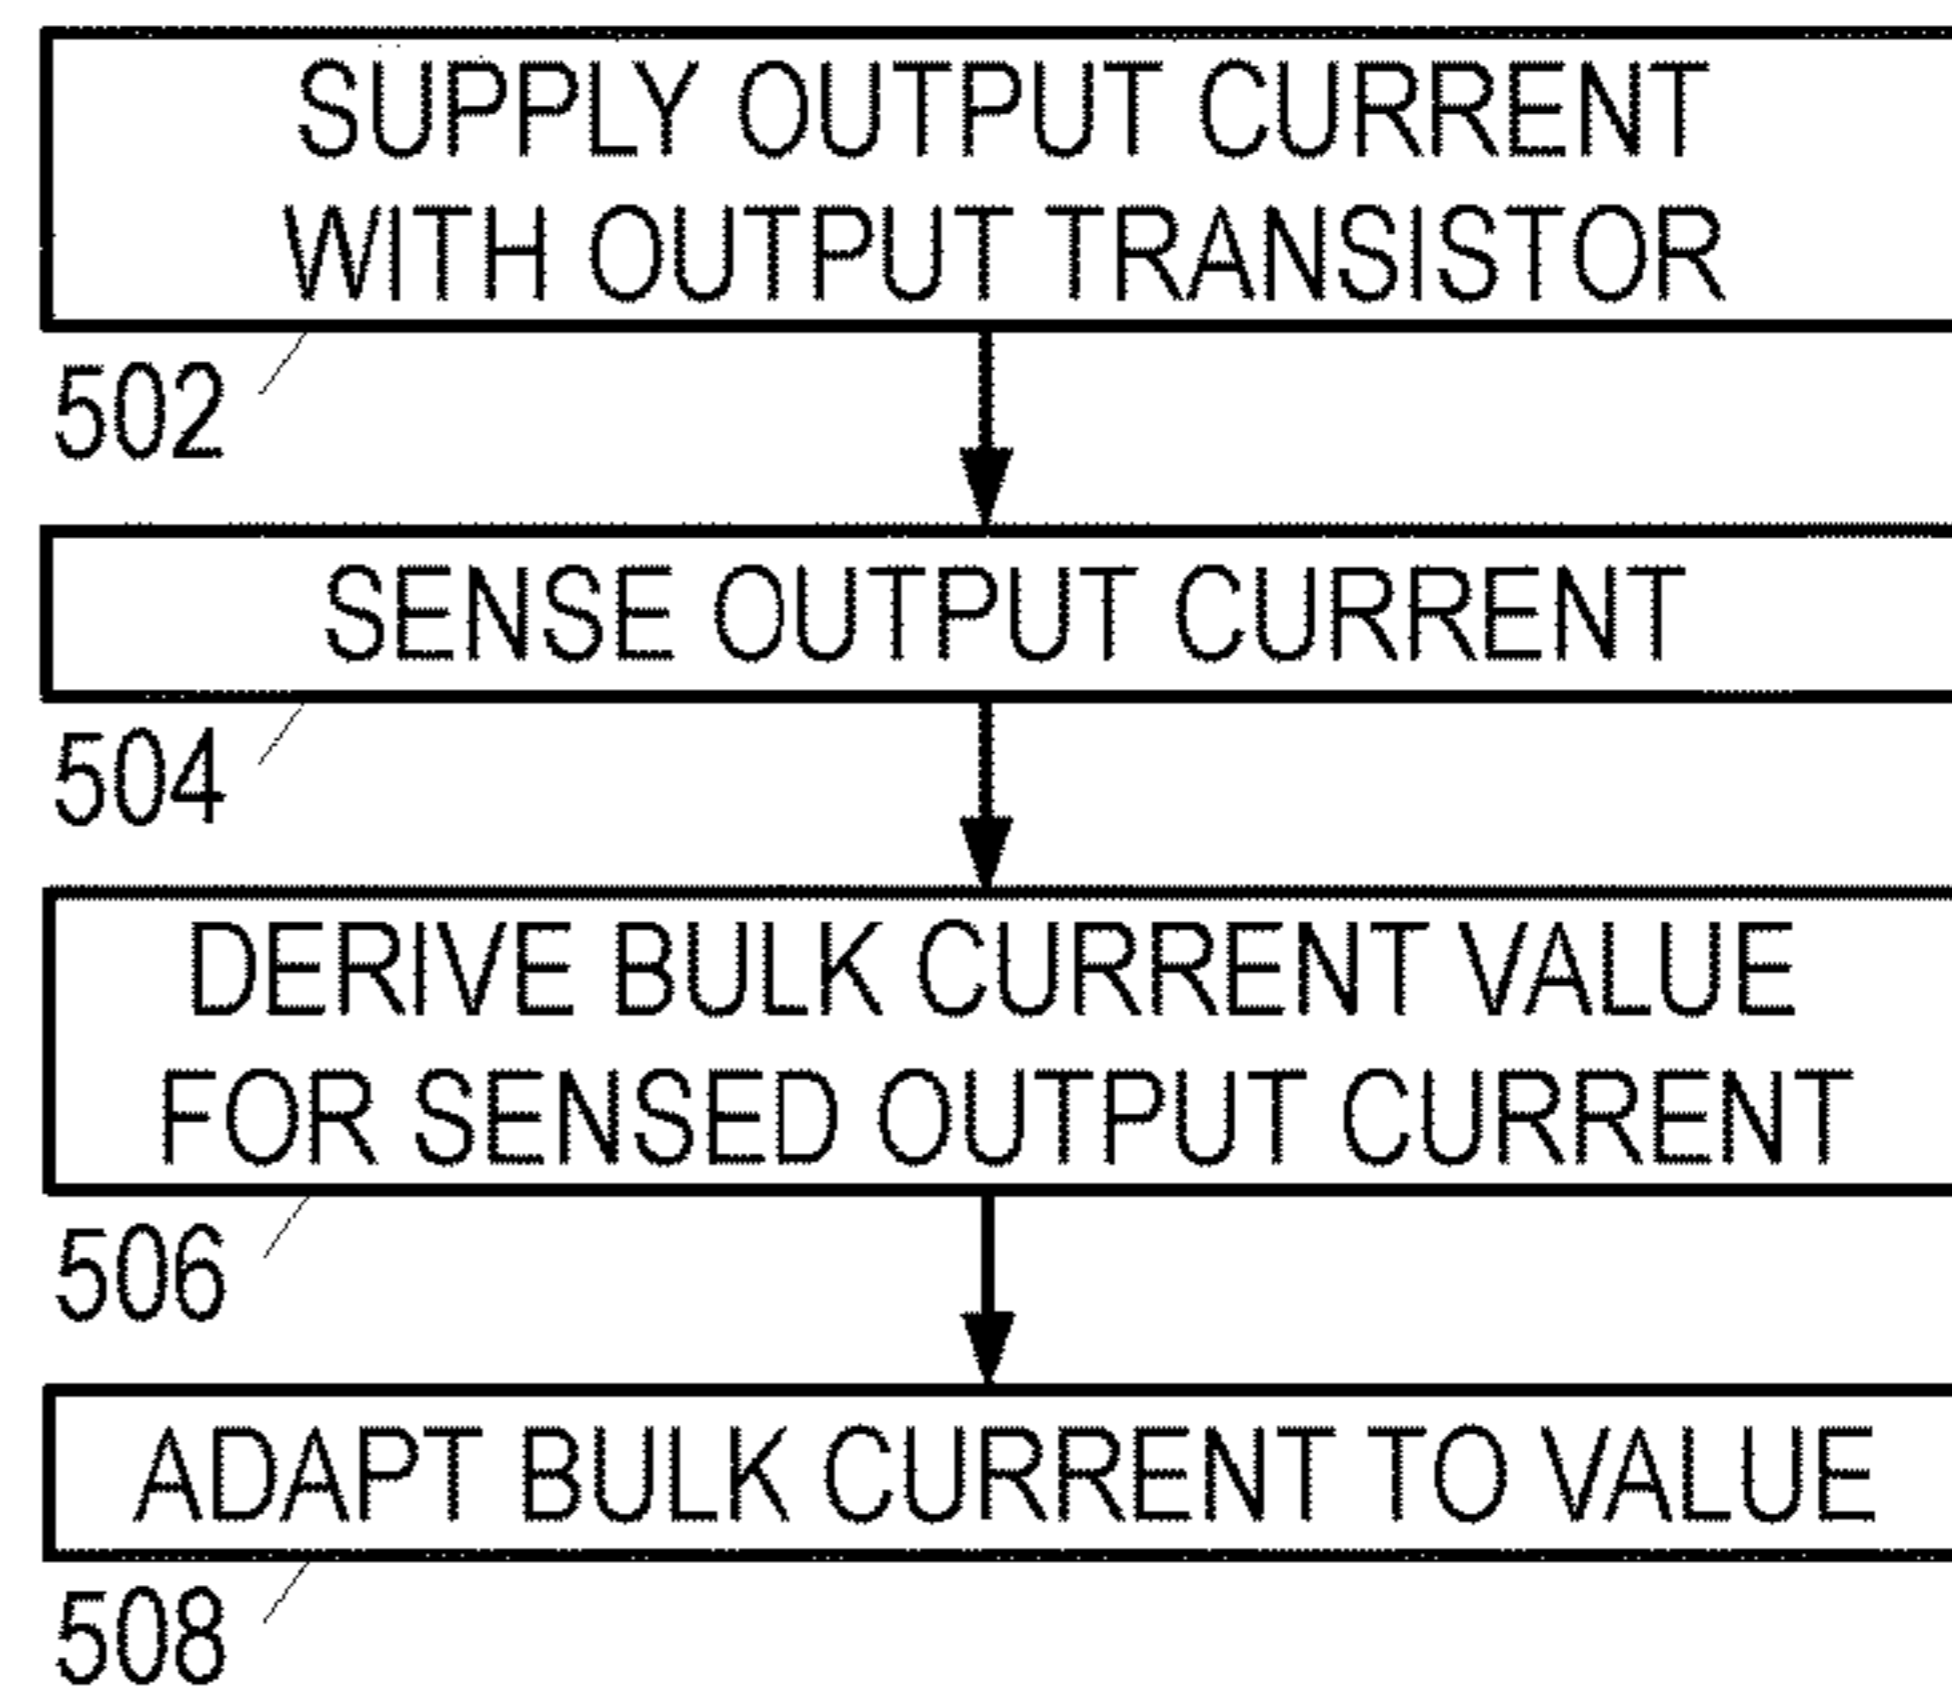 SUPPLY OUTPUT CURRENT
WITH OUTPUT TRANSISTOR
502
SENSE OUTPUT CURRENT
504
DERIVE BULK CURRENT VALUE
FOR SENSED OUTPUT CURRENT
506
ADAPT BULK CURRENT TO VALUE
508